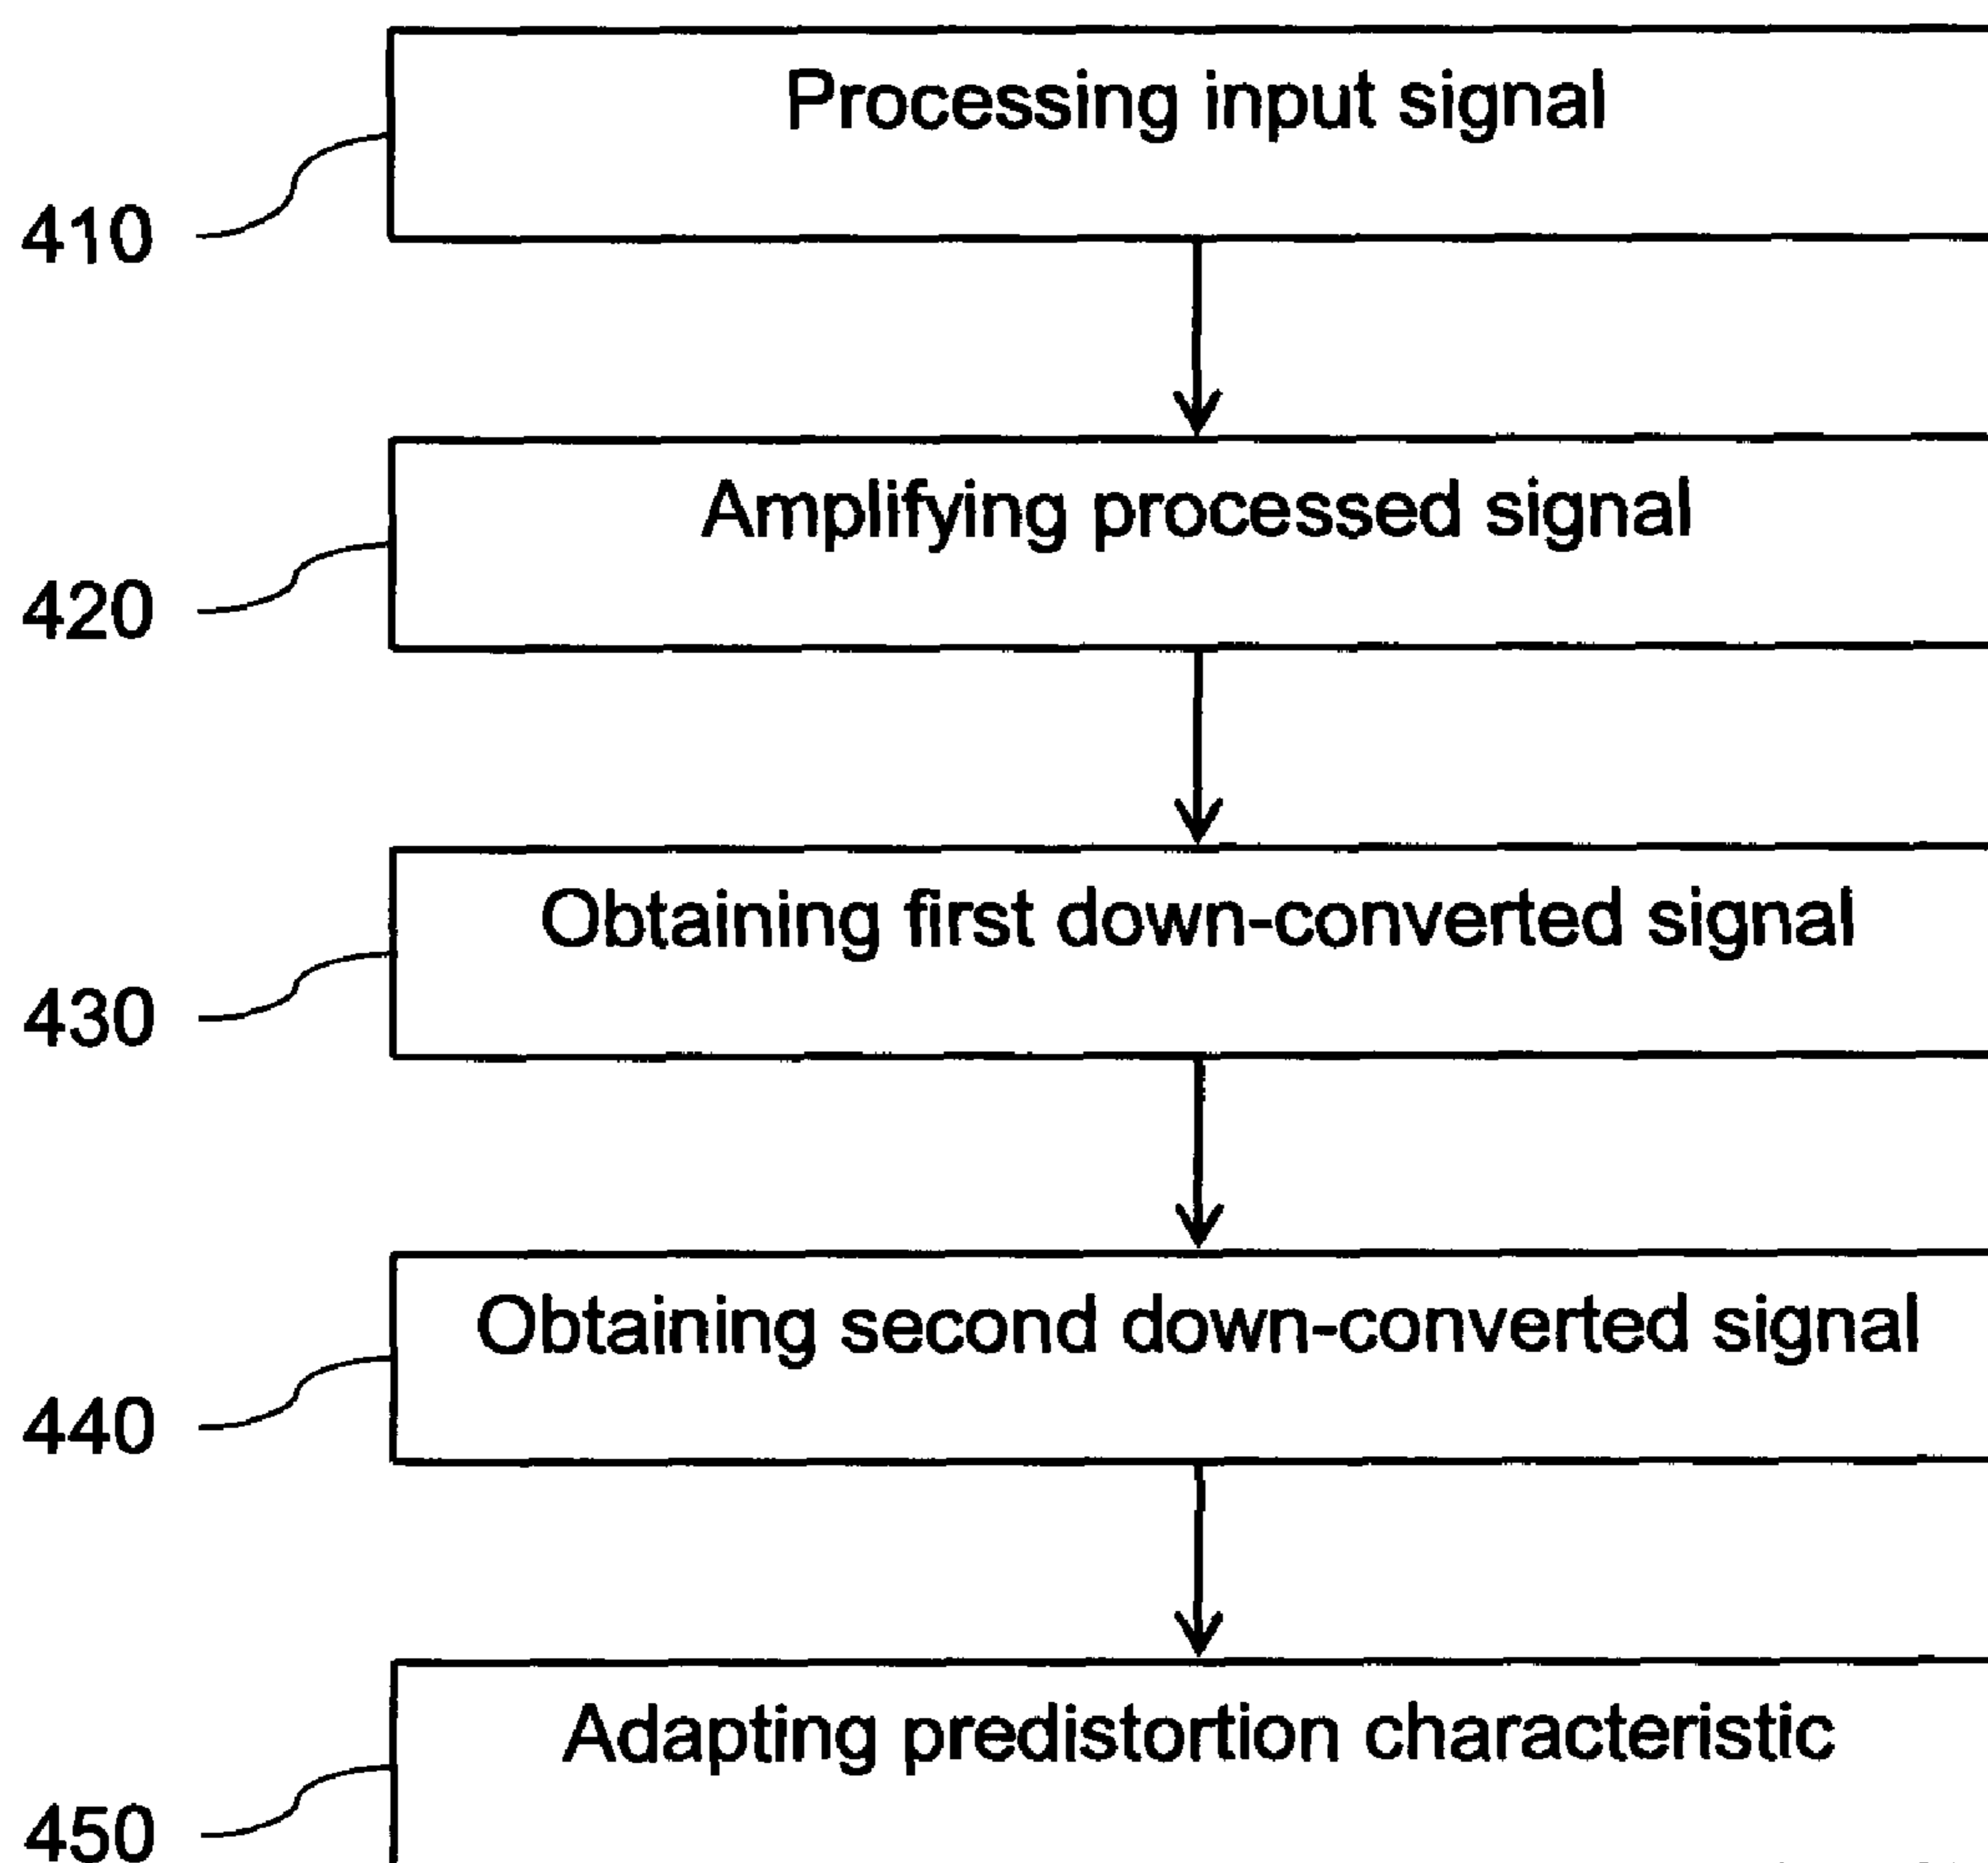 Processing input signal
410
Amplifying processed signal
420
Obtaining first down-converted signal
430
Obtaining second down-converted signal
440
Adapting predistortion characteristic
450